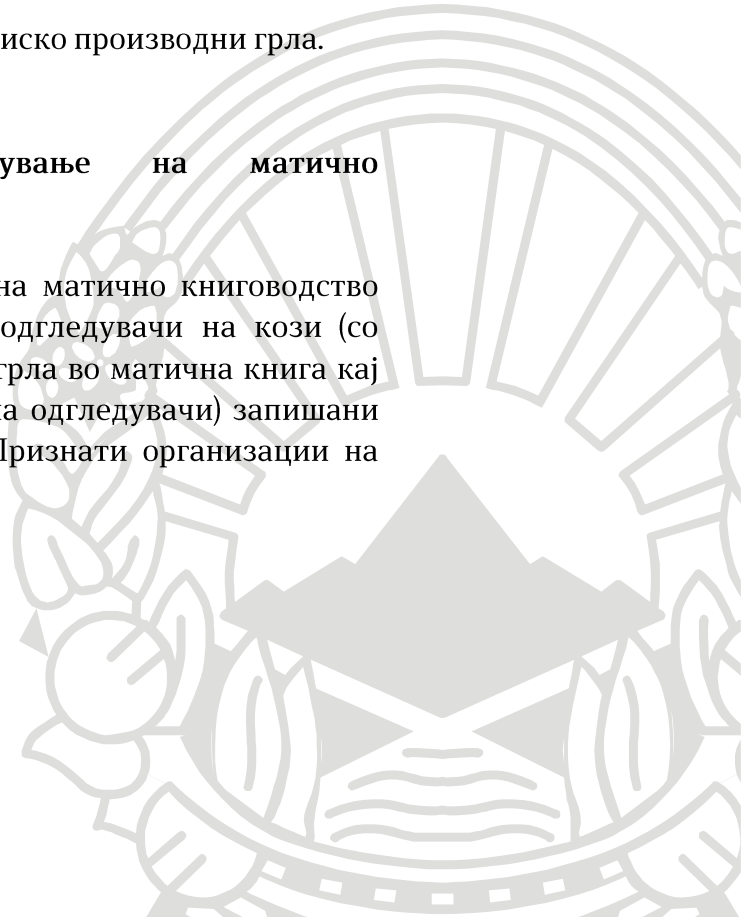 иско производни грла.
ување на матично
на матично книговодство
одгледувачи на кози (со
грла во матична книга кај
на одгледувачи) запишани
Признати организации на